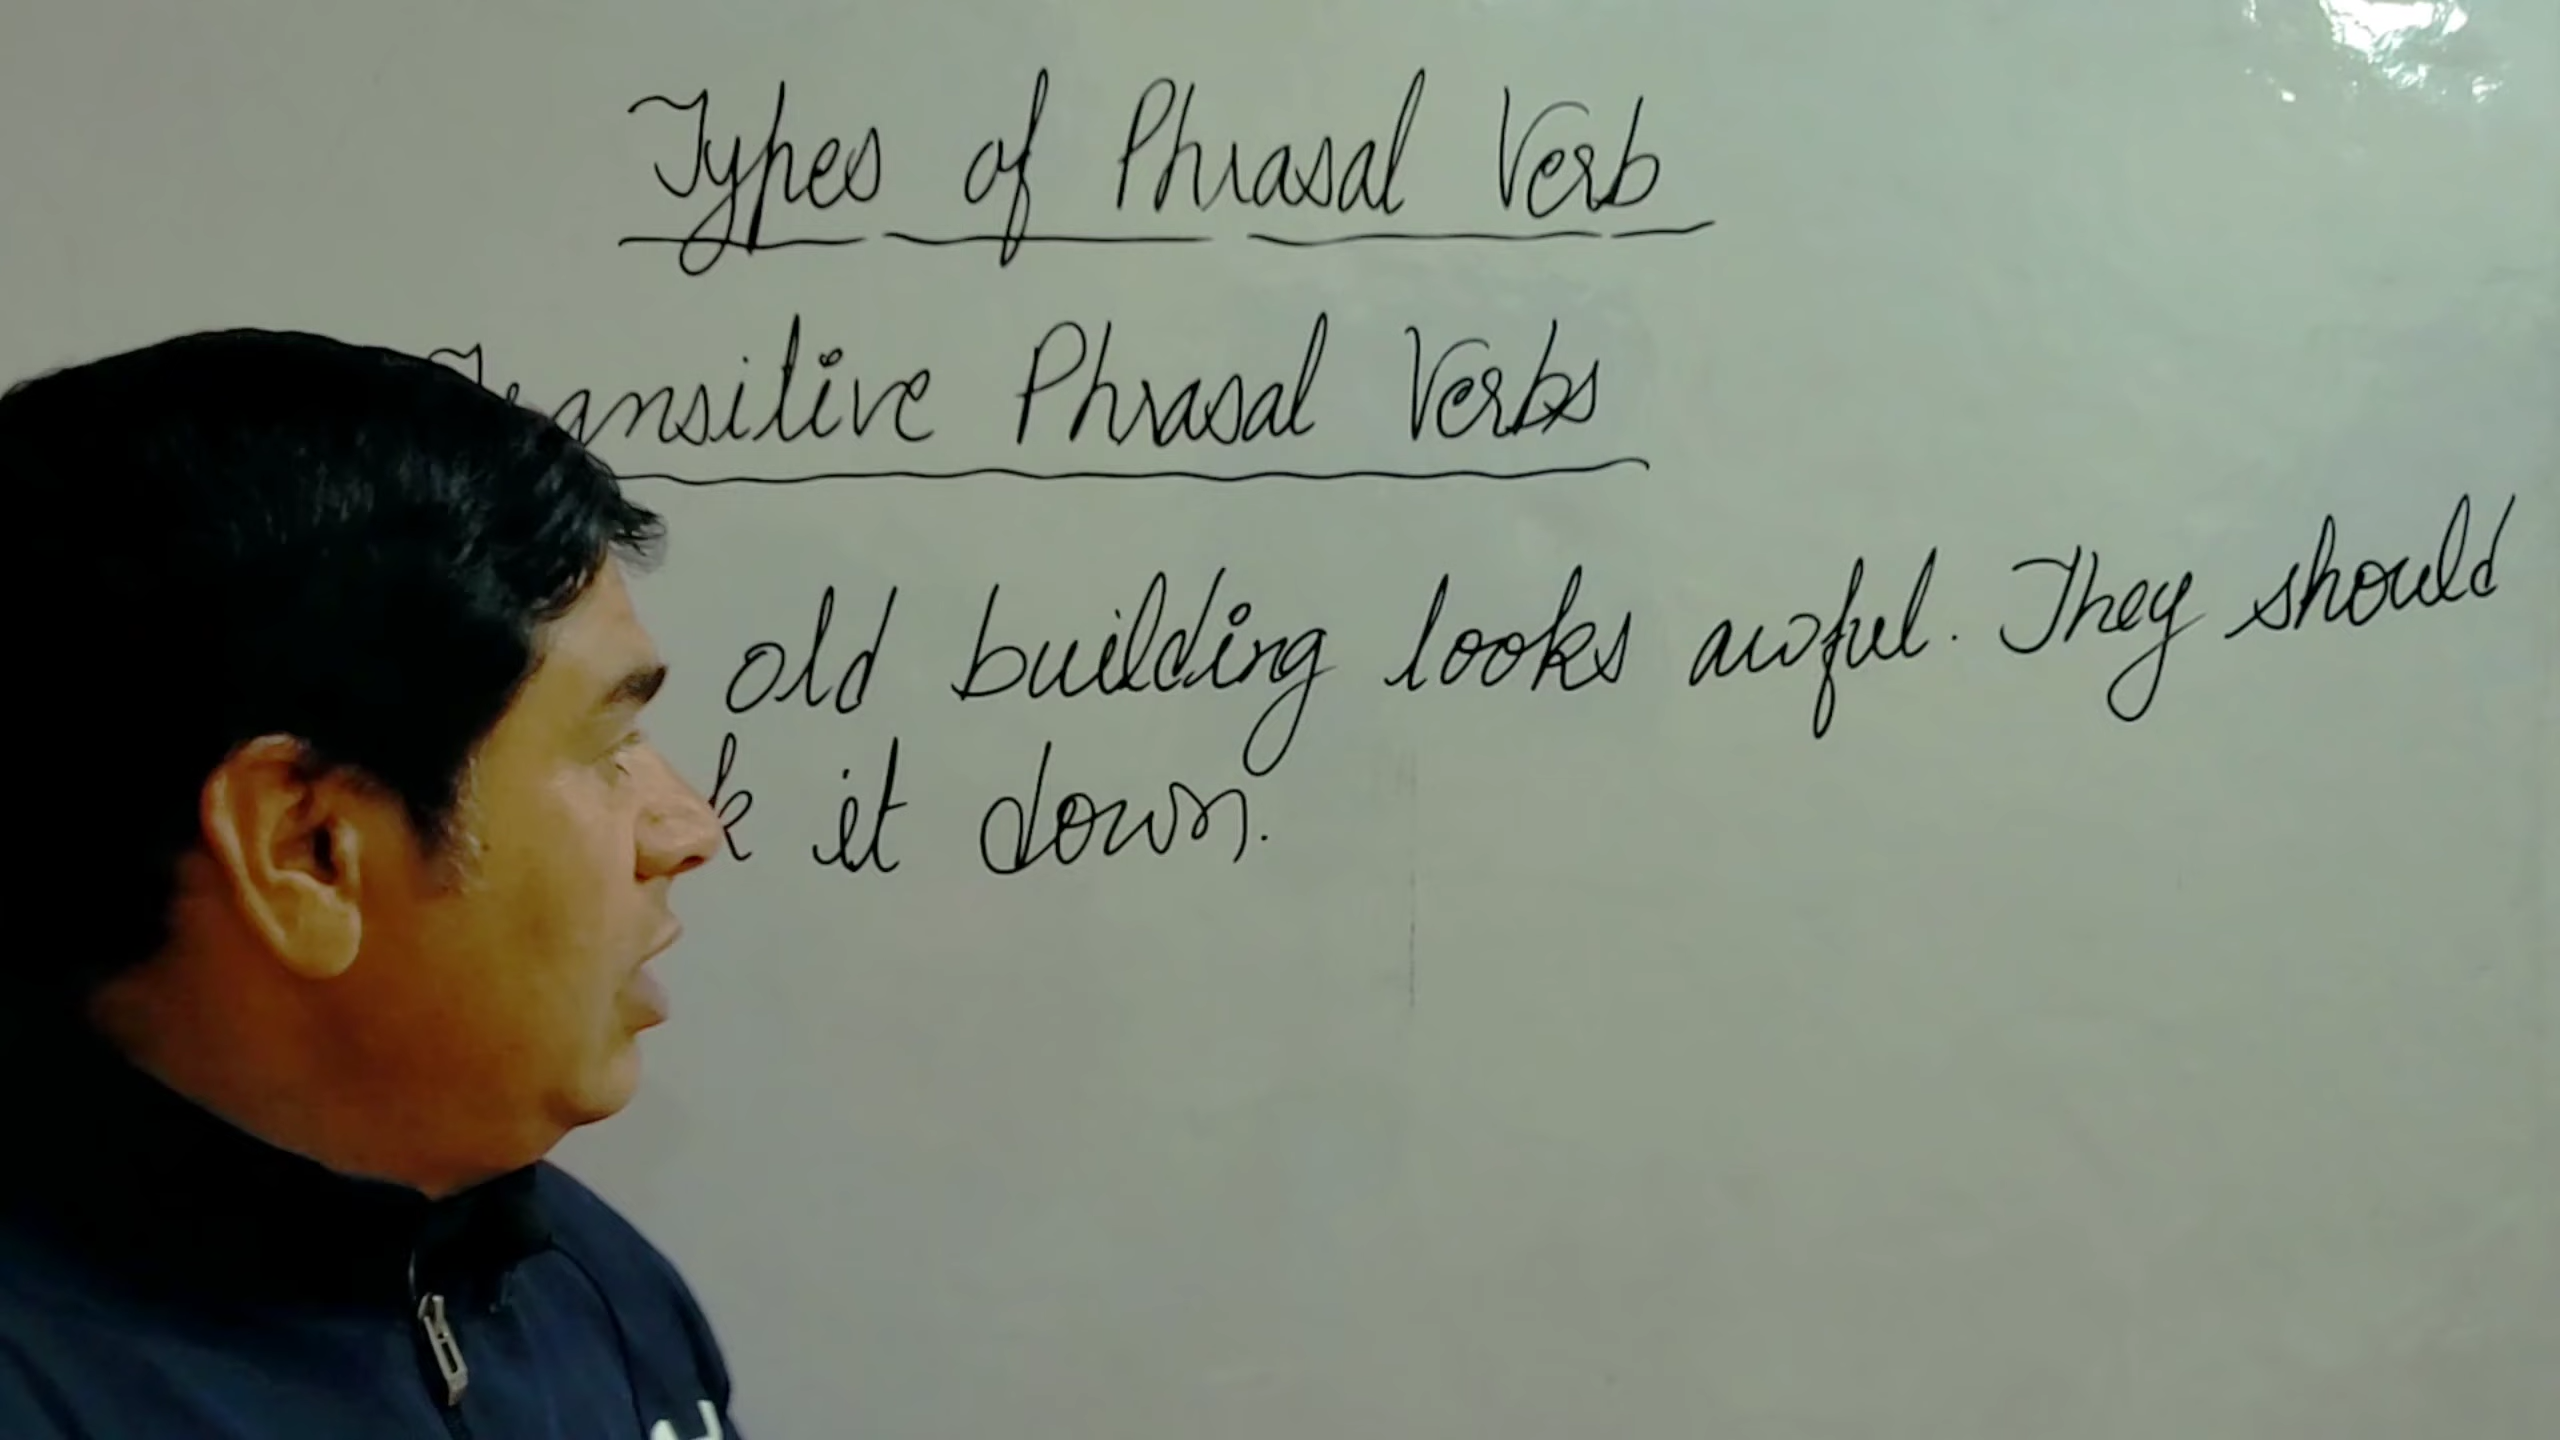 Types of Phrasal Verb
Transitive Phrasal Verbs
old building looks awful. They should
k it down.